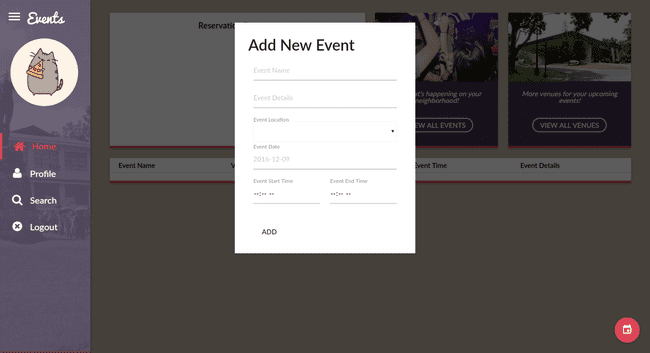 Events
Home
Profile
Search
Logout
Add New Event
Event Name
Event Details
Event Location
Event Date
2016-12-09
Event Start Time
Event End Time
--:-- --
--:-- --
ADD
what's happening on your
neighborhood!
VIEW ALL EVENTS
More venues for your upcoming
events!
VIEW ALL VENUES
Event Name
Event Time
Event Details